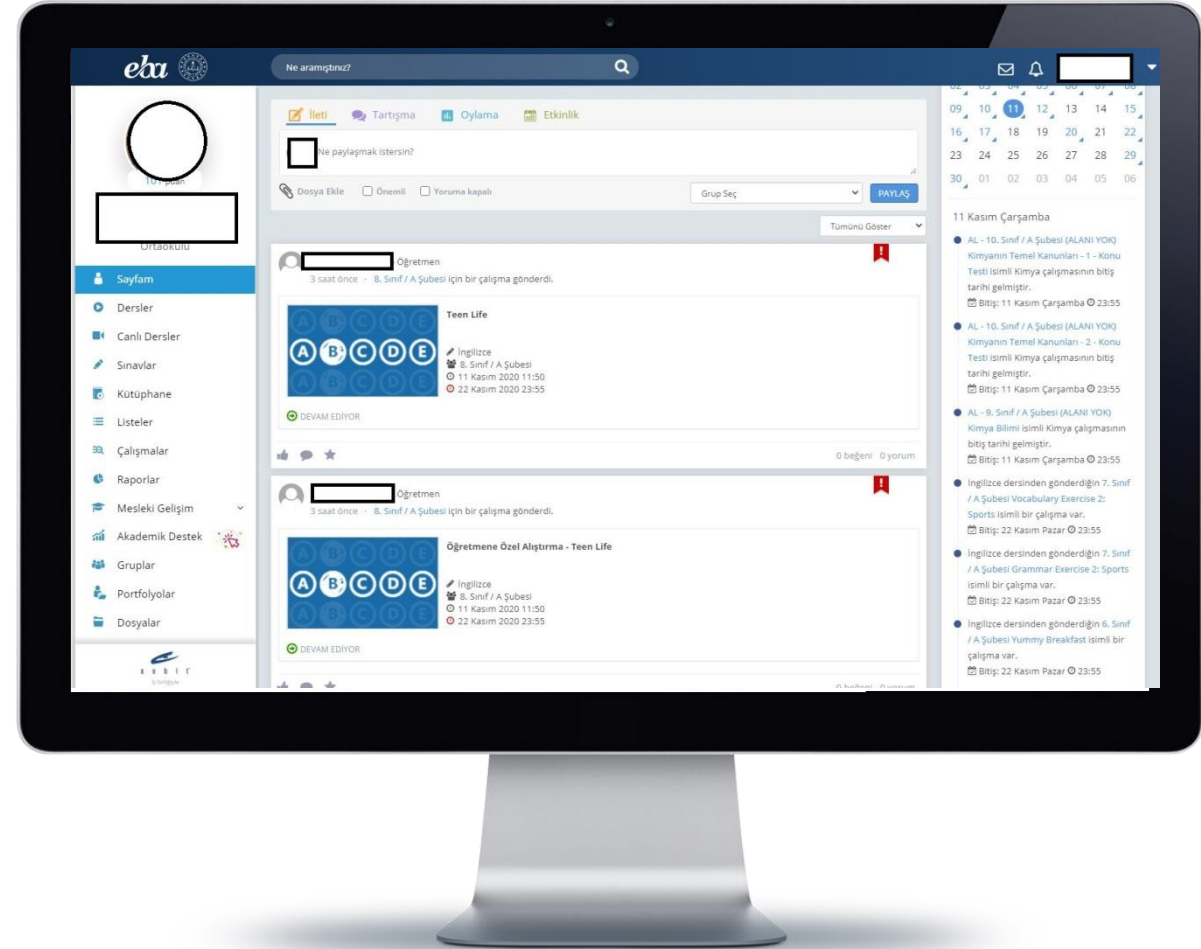 eba
Ne aramıştınız?
İleti
Tartışma
Oylama
Etkinlik
Ne paylaşmak istersin?
Dosya Ekle
Önemli
Yoruma kapalı
Grup Seç
PAYLAŞ
Tümünü Göster
puan
Ortaokulu
Sayfam
Dersler
Canlı Dersler
Sınavlar
Kütüphane
Listeler
Çalışmalar
Raporlar
Mesleki Gelişim
Akademik Destek
Gruplar
Portfolyolar
Dosyalar
Öğretmen
3 saat önce · 8. Sınıf / A Şubesi için bir çalışma gönderdi.
A B C D E
A B C D E
A B C D E
Teen Life
İngilizce
8. Sınıf / A Şubesi
11 Kasım 2020 11:50
22 Kasım 2020 23:55
DEVAM EDİYOR
0 beğeni 0 yorum
Öğretmen
3 saat önce · 8. Sınıf / A Şubesi için bir çalışma gönderdi.
A B C D E
A B C D E
A B C D E
Öğretmene Özel Alıştırma - Teen Life
İngilizce
8. Sınıf / A Şubesi
11 Kasım 2020 11:50
22 Kasım 2020 23:55
DEVAM EDİYOR
0 beğeni 0 yorum
02 03 04 05 06 07 08
09 10 11 12 13 14 15
16 17 18 19 20 21 22
23 24 25 26 27 28 29
30 01 02 03 04 05 06
11 Kasım Çarşamba
AL - 10. Sınıf / A Şubesi (ALANI YOK)
Kimyanın Temel Kanunları - 1 - Konu
Testi isimli Kimya çalışmasının bitiş
tarihi gelmiştir.
Bitiş: 11 Kasım Çarşamba 23:55
AL - 10. Sınıf / A Şubesi (ALANI YOK)
Kimyanın Temel Kanunları - 2 - Konu
Testi isimli Kimya çalışmasının bitiş
tarihi gelmiştir.
Bitiş: 11 Kasım Çarşamba 23:55
AL - 9. Sınıf / A Şubesi (ALANI YOK)
Kimya Bilimi isimli Kimya çalışmasının
bitiş tarihi gelmiştir.
Bitiş: 11 Kasım Çarşamba 23:55
İngilizce dersinden gönderdiğin 7. Sınıf
/ A Şubesi Vocabulary Exercise 2:
Sports isimli bir çalışma var.
Bitiş: 22 Kasım Pazar 23:55
İngilizce dersinden gönderdiğin 7. Sınıf
/ A Şubesi Grammar Exercise 2: Sports
isimli bir çalışma var.
Bitiş: 22 Kasım Pazar 23:55
İngilizce dersinden gönderdiğin 6. Sınıf
/ A Şubesi Yummy Breakfast isimli bir
çalışma var.
Bitiş: 22 Kasım Pazar 23:55